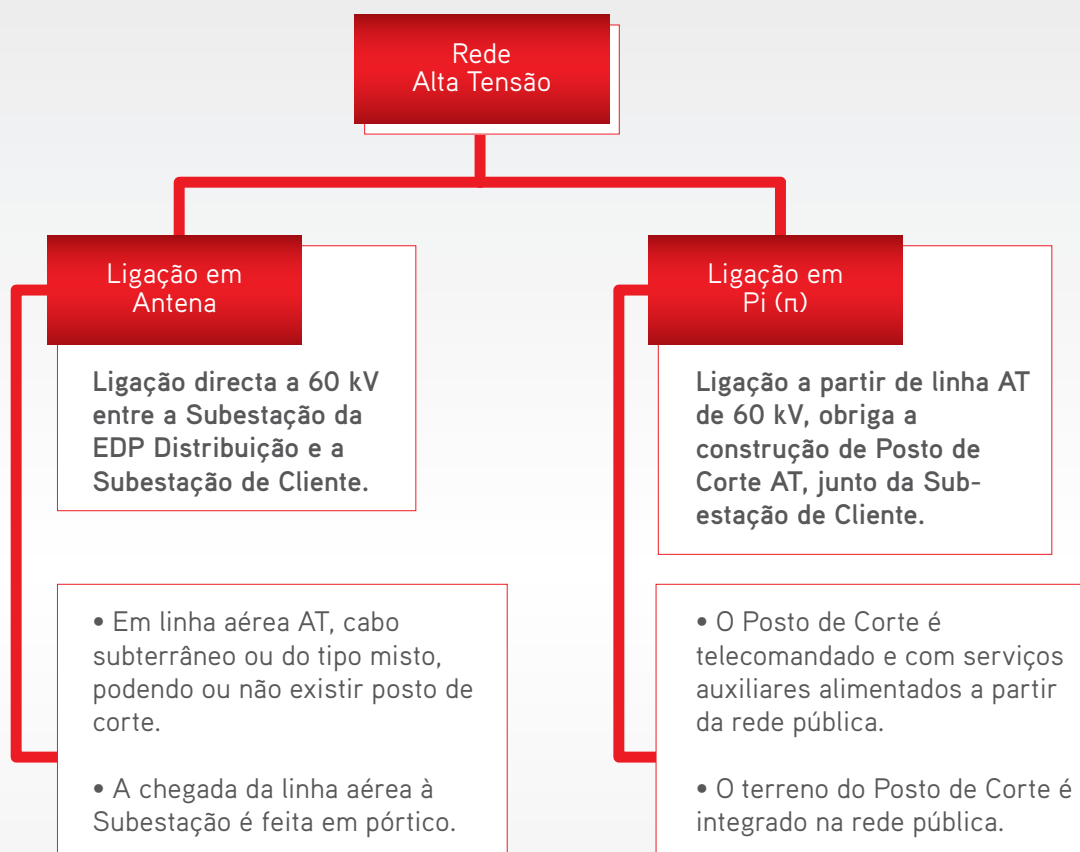 Rede
Alta Tensão
Ligação em
Antena
Ligação directa a 60 kV
entre a Subestação da
EDP Distribuição e a
Subestação de Cliente.
• Em linha aérea AT, cabo
subterrâneo ou do tipo misto,
podendo ou não existir posto de
corte.
• A chegada da linha aérea à
Subestação é feita em pórtico.
Ligação em
Pi (π)
Ligação a partir de linha AT
de 60 kV, obriga a
construção de Posto de
Corte AT, junto da Sub-
estação de Cliente.
• O Posto de Corte é
telecomandado e com serviços
auxiliares alimentados a partir
da rede pública.
• O terreno do Posto de Corte é
integrado na rede pública.